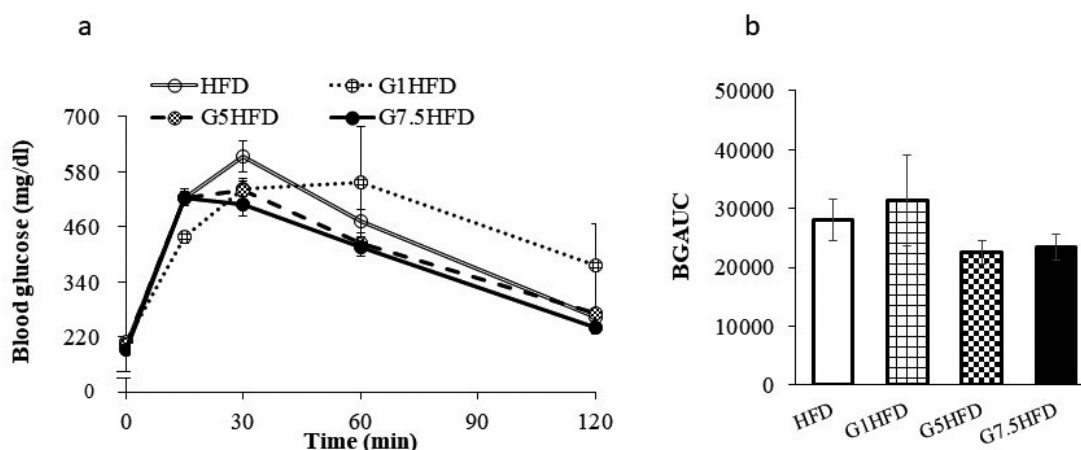 a
HFD G1HFD
G5HFD G7.5HFD
Blood glucose (mg/dl)
700
580
460
340
220
0
0 30 60 90 120
Time (min)
b
BGAUC
50000
40000
30000
20000
10000
0
HFD G1HFD G5HFD G7.5HFD